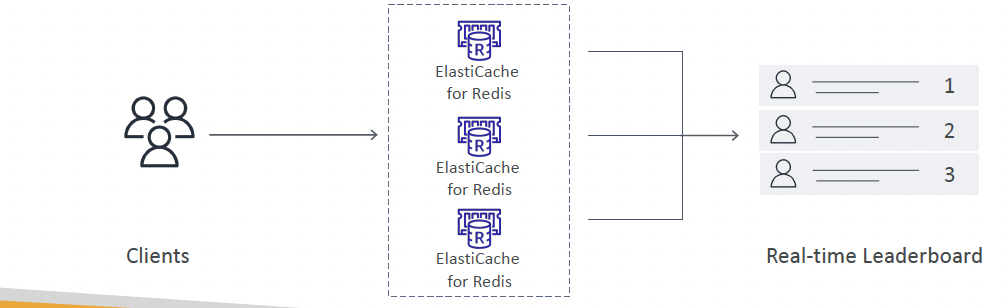 R
ElastiCache
for Redis
R
ElastiCache
for Redis
R
ElastiCache
for Redis
Clients
1
2
3
Real-time Leaderboard